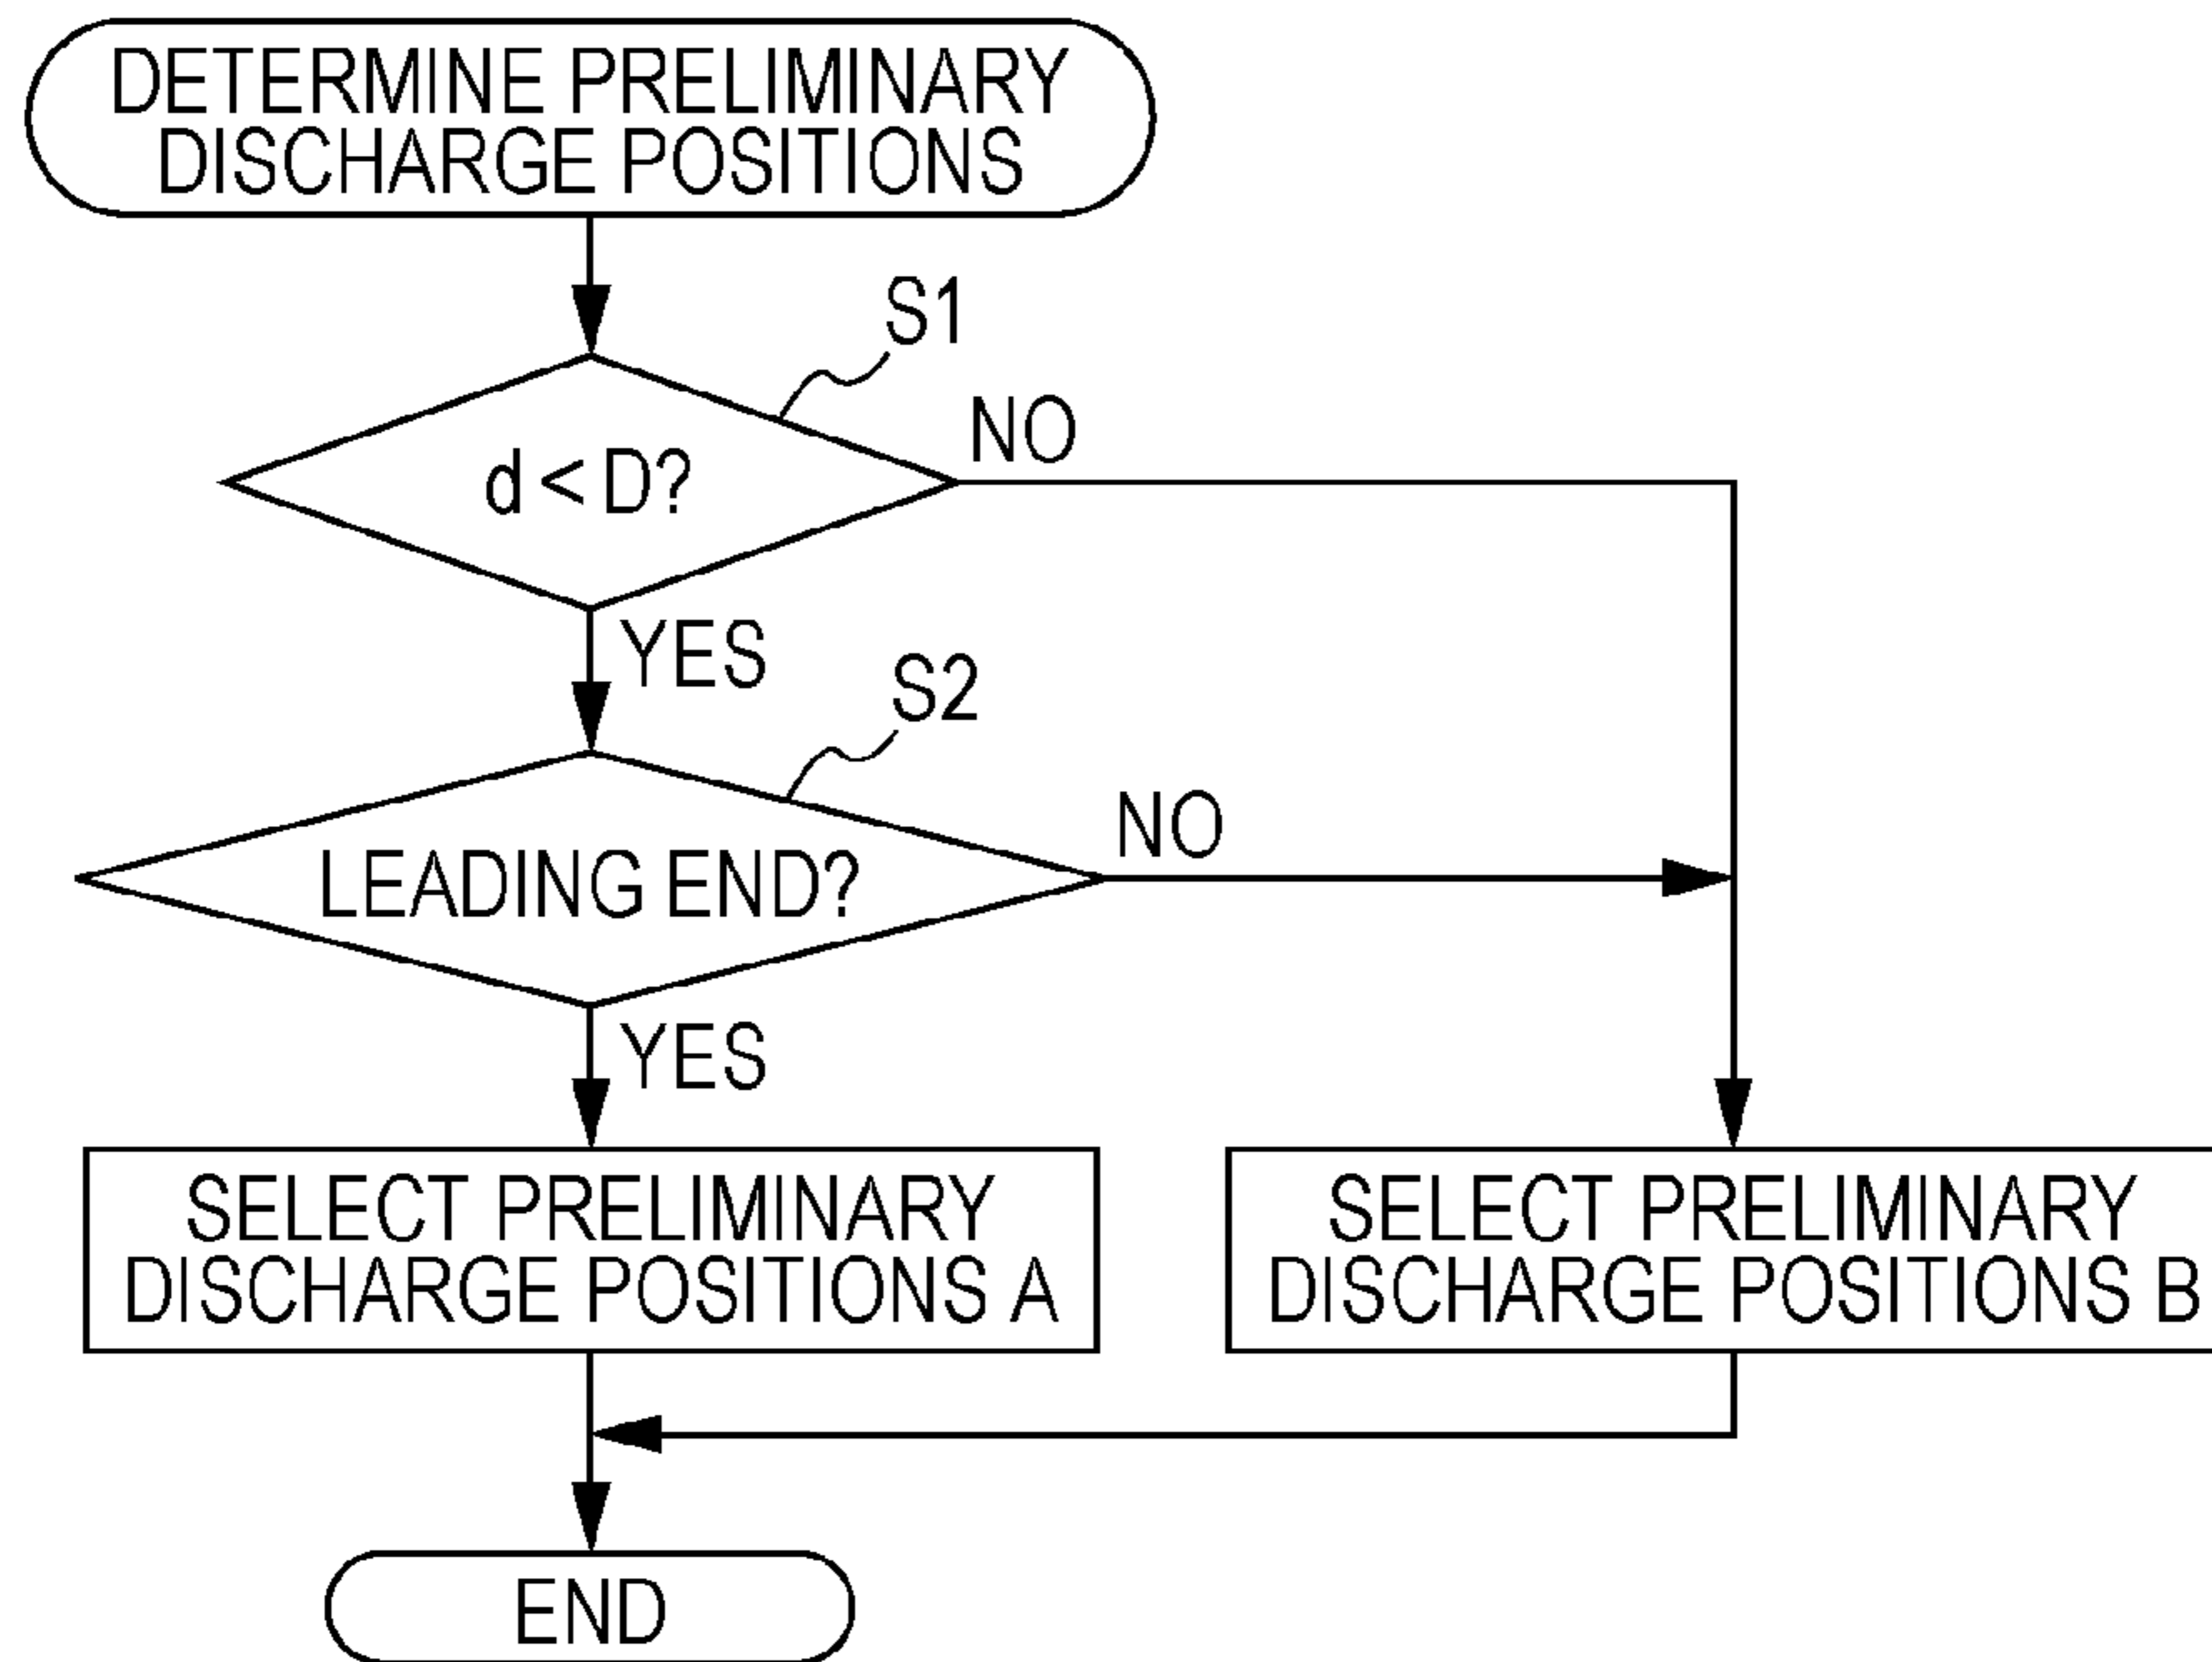 DETERMINE PRELIMINARY
DISCHARGE POSITIONS
S1
d < D?
NO
YES
S2
LEADING END?
NO
YES
SELECT PRELIMINARY
DISCHARGE POSITIONS A
SELECT PRELIMINARY
DISCHARGE POSITIONS B
END